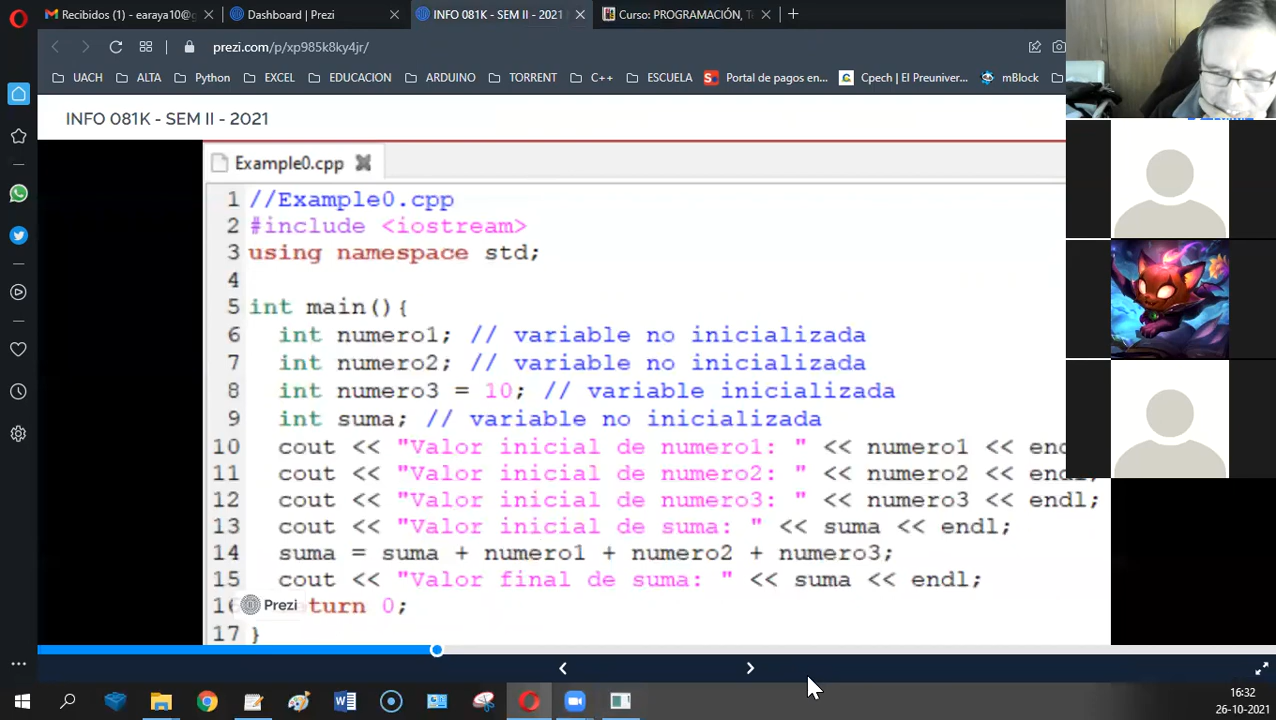 Recibidos (1) - earaya10@g
Dashboard | Prezi
INFO 081K - SEM II - 2021
Curso: PROGRAMACIÓN, Te
prezi.com/p/xp985k8ky4jr/
UACH
ALTA
Python
EXCEL
EDUCACION
ARDUINO
TORRENT
C++
ESCUELA
Portal de pagos en...
Cpech | El Preuniver...
mBlock
INFO 081K - SEM II - 2021
Example0.cpp
1 //Example0.cpp
2 #include <iostream>
3 using namespace std;
4
5 int main(){
6 int numero1; // variable no inicializada
7 int numero2; // variable no inicializada
8 int numero3 = 10; // variable inicializada
9 int suma; // variable no inicializada
10 cout << "Valor inicial de numero1: " << numero1 << en
11 cout << "Valor inicial de numero2: " << numero2 << end
12 cout << "Valor inicial de numero3: " << numero3 << endl;
13 cout << "Valor inicial de suma: " << suma << endl;
14 suma = suma + numero1 + numero2 + numero3;
15 cout << "Valor final de suma: " << suma << endl;
16 Prezi turn 0;
17 }
16:32
26-10-2021